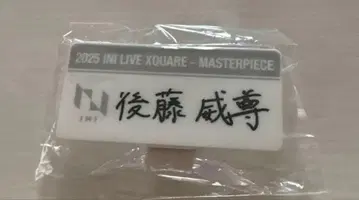 2025 INI LIVE XQUARE - MASTERPIECE
INI
後藤 威尊